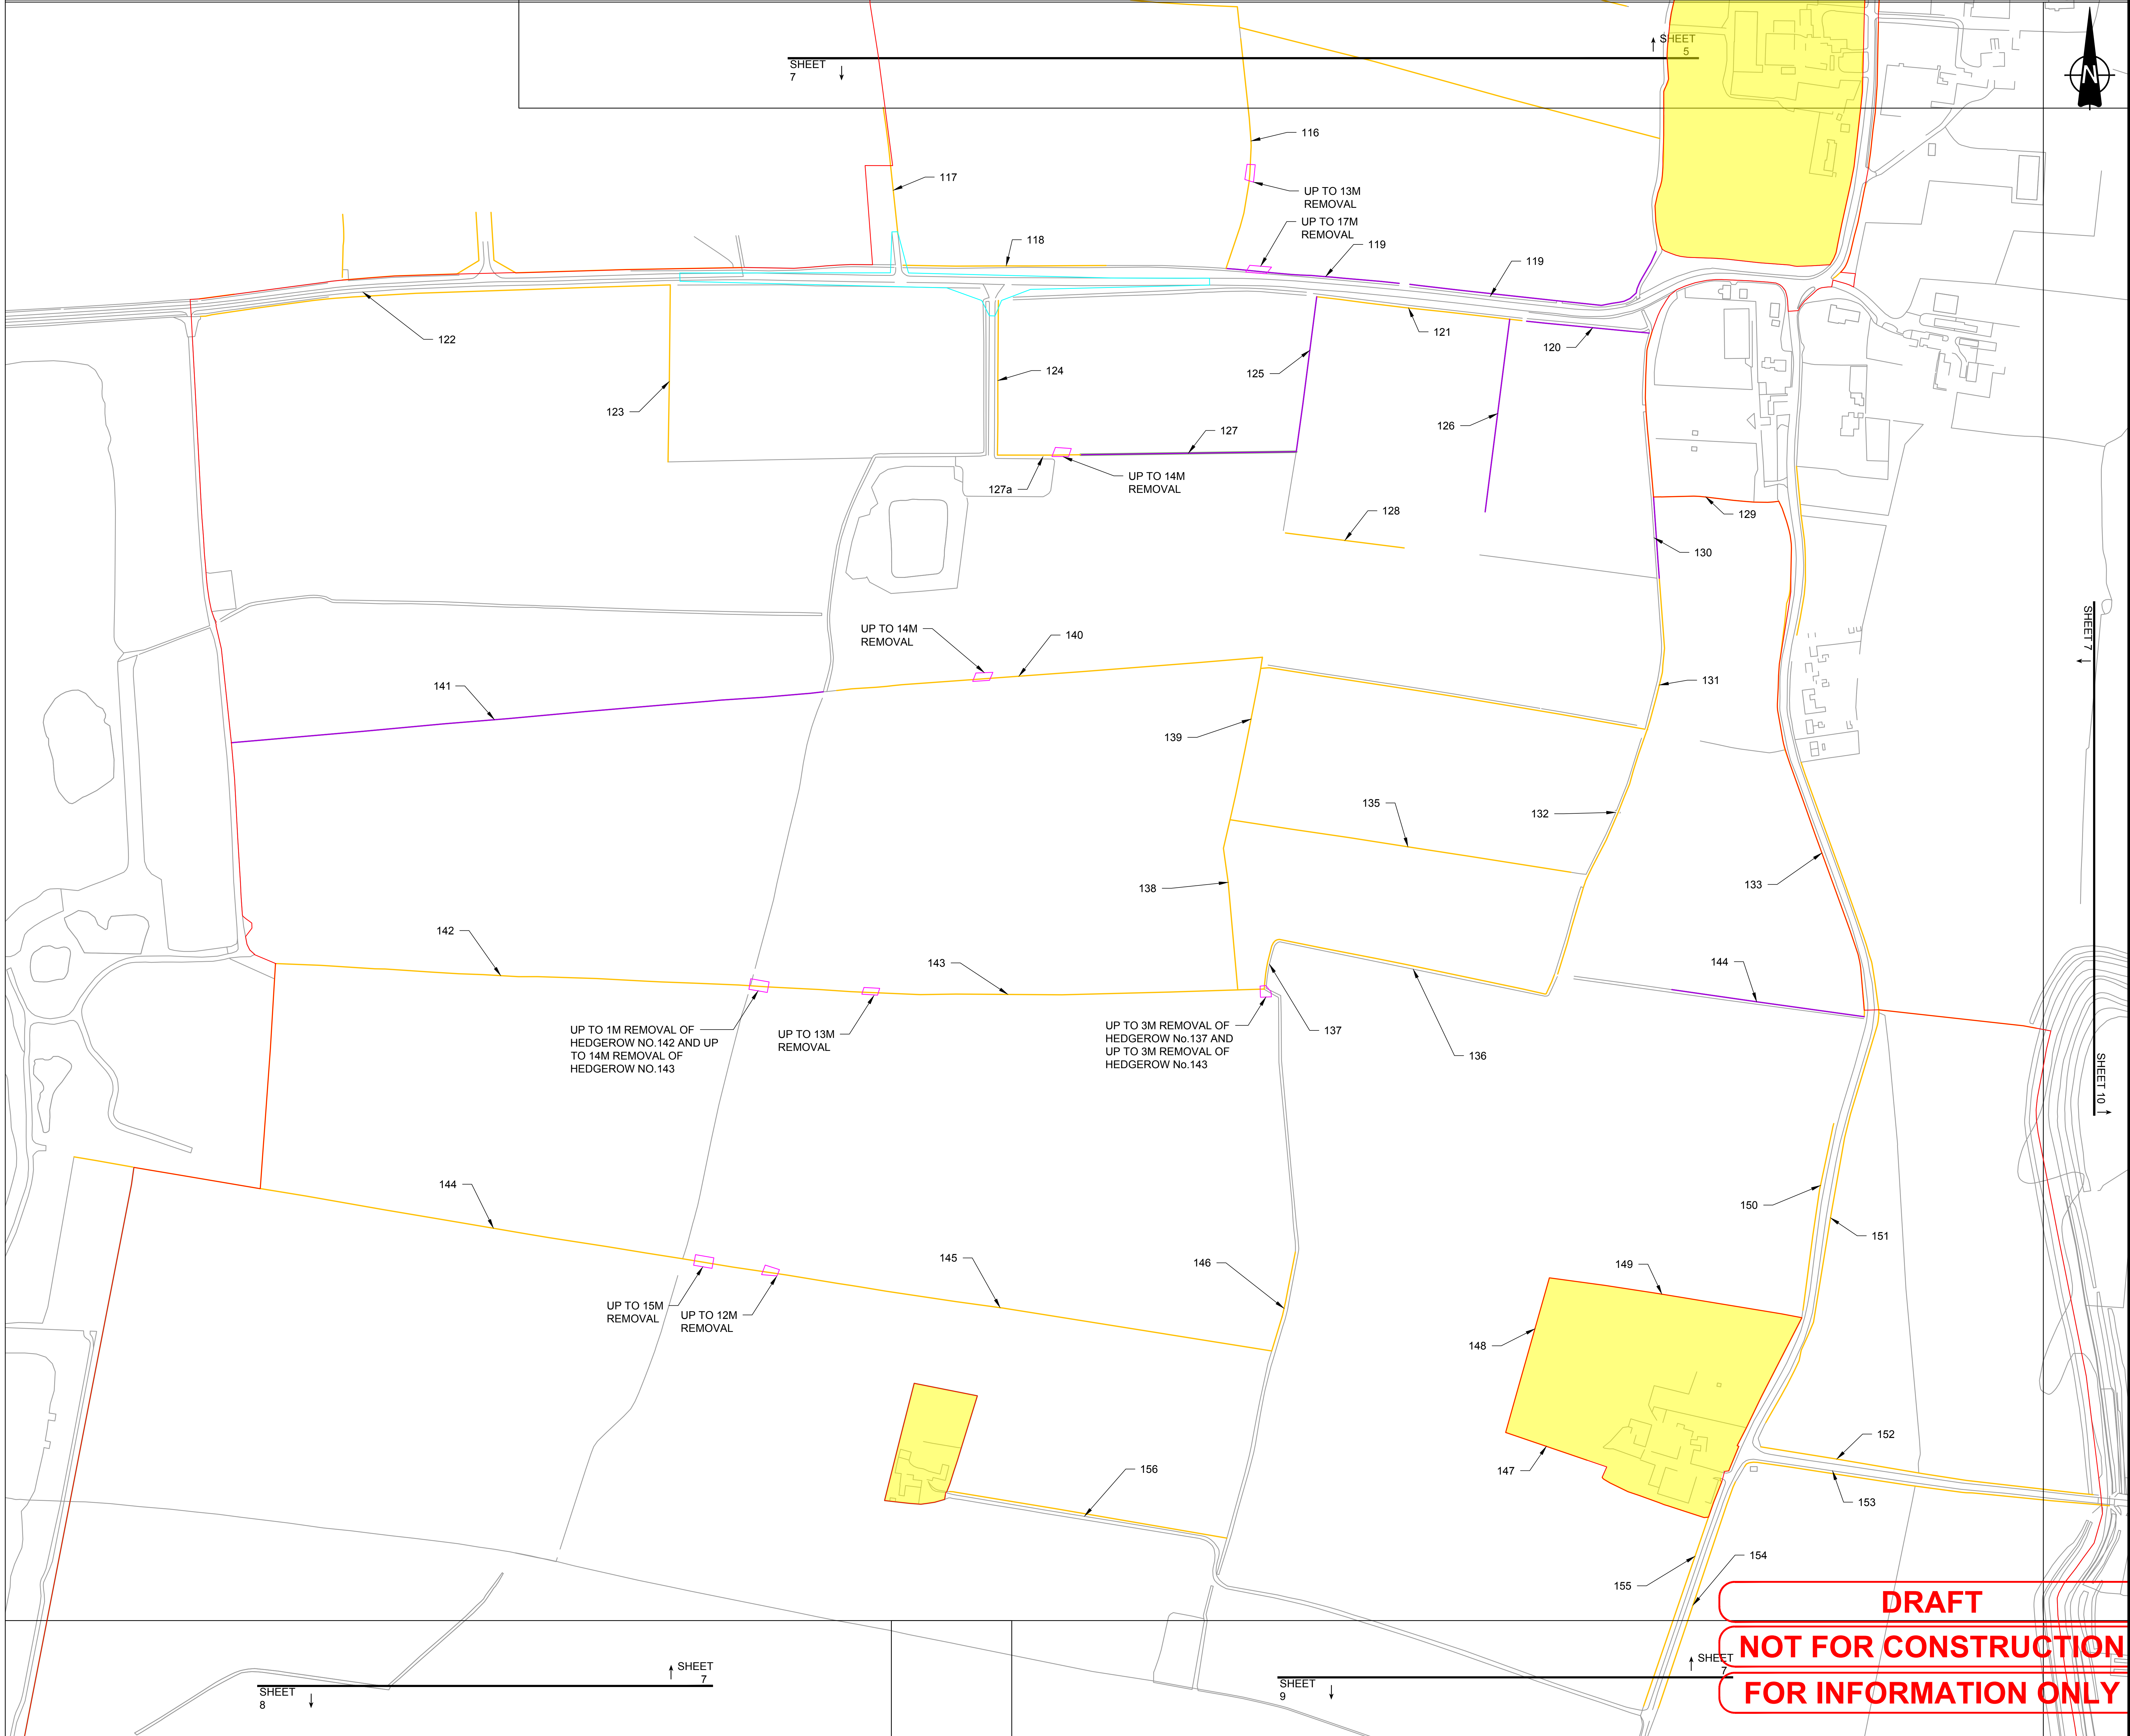 SHEET
5
SHEET
7
N
116
117
UP TO 13M
REMOVAL
UP TO 17M
REMOVAL
118
119
119
122
121
120
123
124
125
126
127
127a
UP TO 14M
REMOVAL
128
129
130
UP TO 14M
REMOVAL
140
SHEET 7
141
131
139
135
132
138
133
142
143
144
UP TO 1M REMOVAL OF
HEDGEROW NO.142 AND UP
TO 14M REMOVAL OF
HEDGEROW NO.143
UP TO 13M
REMOVAL
UP TO 3M REMOVAL OF
HEDGEROW No.137 AND
UP TO 3M REMOVAL OF
HEDGEROW No.143
137
136
SHEET 10
144
150
151
145
146
149
UP TO 15M
REMOVAL
UP TO 12M
REMOVAL
148
147
152
156
153
154
155
DRAFT
NOT FOR CONSTRUCTION
FOR INFORMATION ONLY
SHEET
7
SHEET
8
SHEET
7
SHEET
9